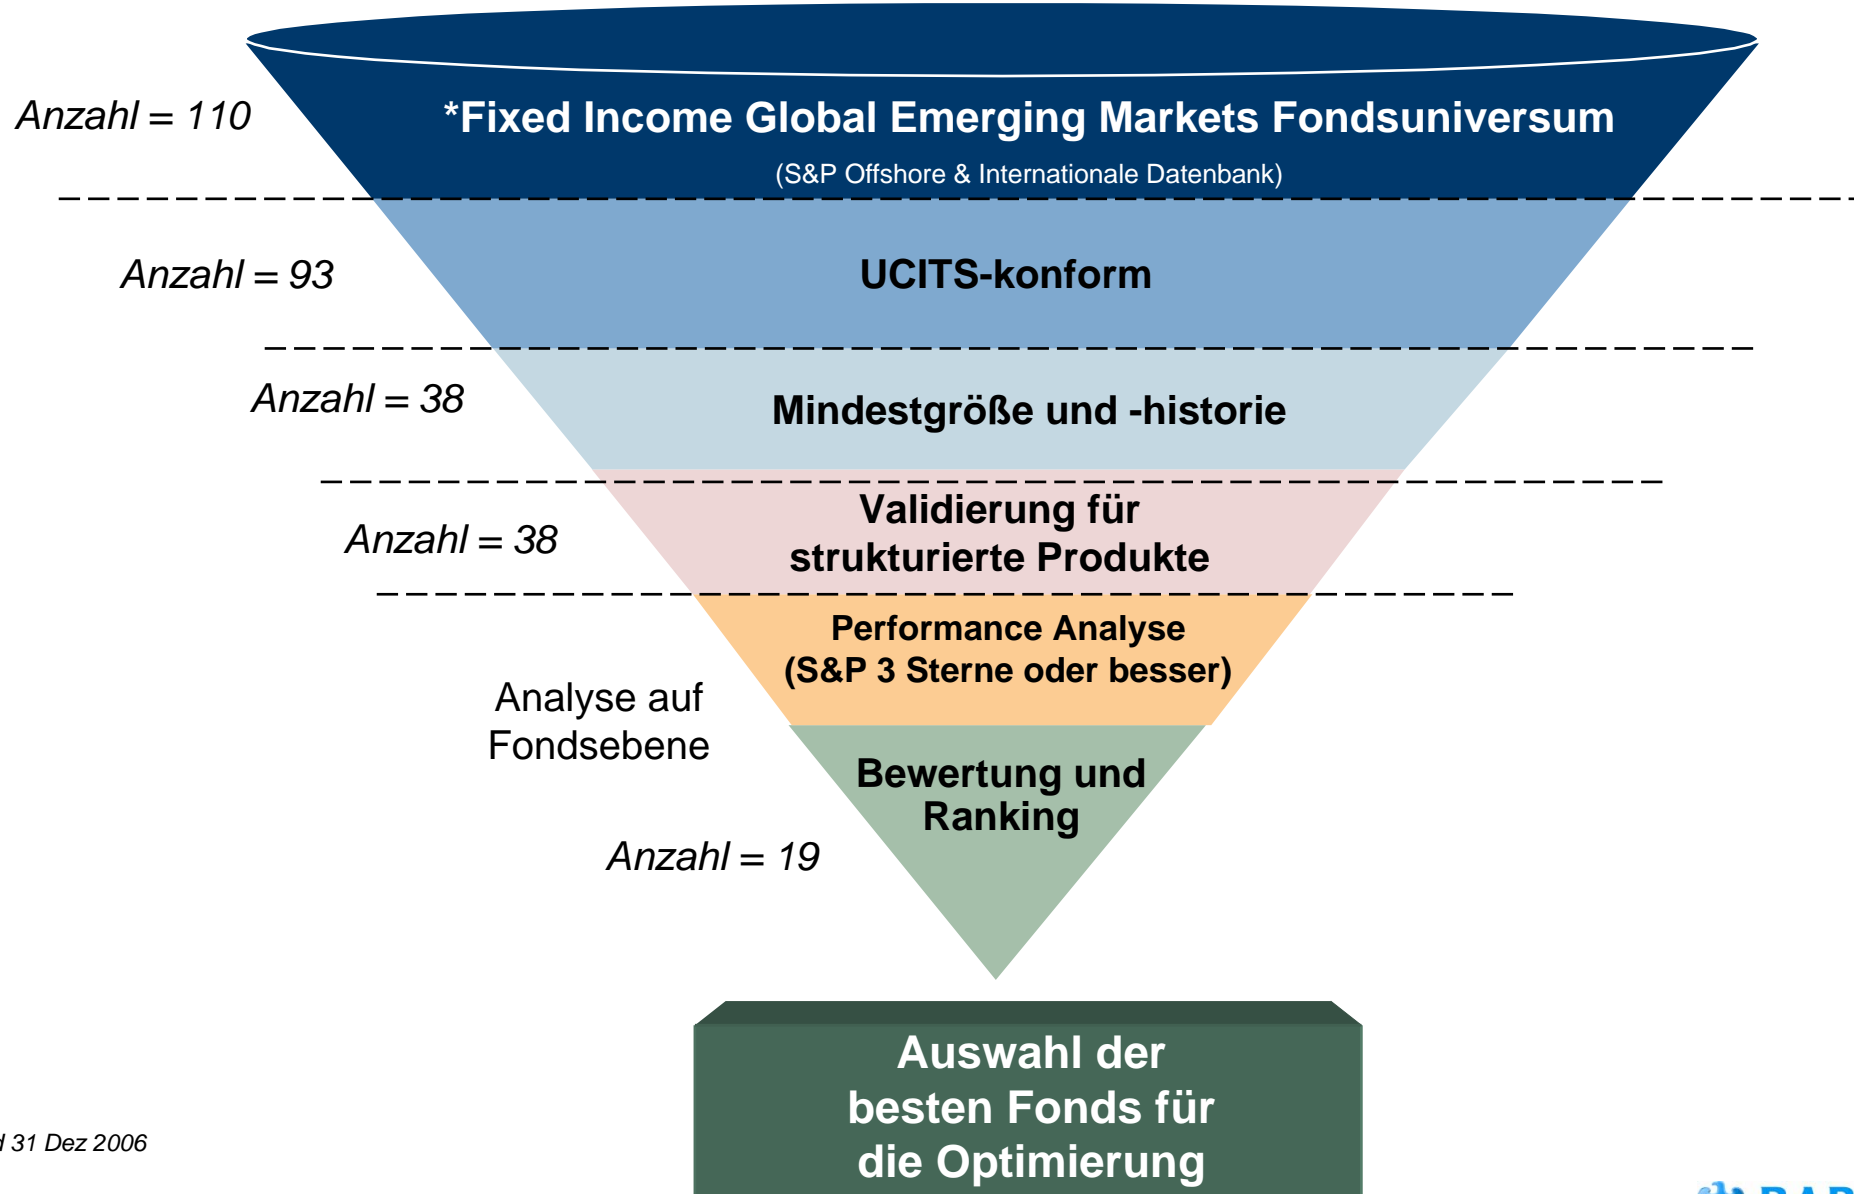 Anzahl = 110
*Fixed Income Global Emerging Markets Fondsuniversum
(S&P Offshore & Internationale Datenbank)
Anzahl = 93
UCITS-konform
Anzahl = 38
Mindestgröße und -historie
Anzahl = 38
Validierung für
strukturierte Produkte
Performance Analyse
(S&P 3 Sterne oder besser)
Analyse auf
Fondsebene
Bewertung und
Ranking
Anzahl = 19
Auswahl der
besten Fonds für
die Optimierung
31 Dez 2006